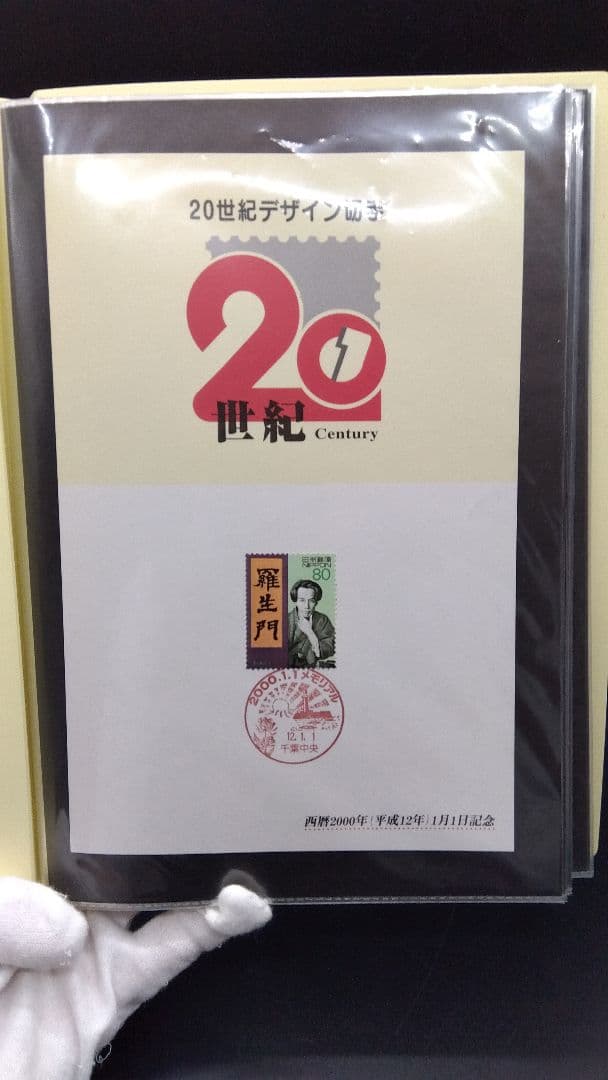 20世紀デザイン切手
20
世紀 Century
日本郵便
NIPPON
80
羅生門
2000.1.1メモリアル
12.1.1
千葉中央
西暦2000年(平成12年)1月1日記念